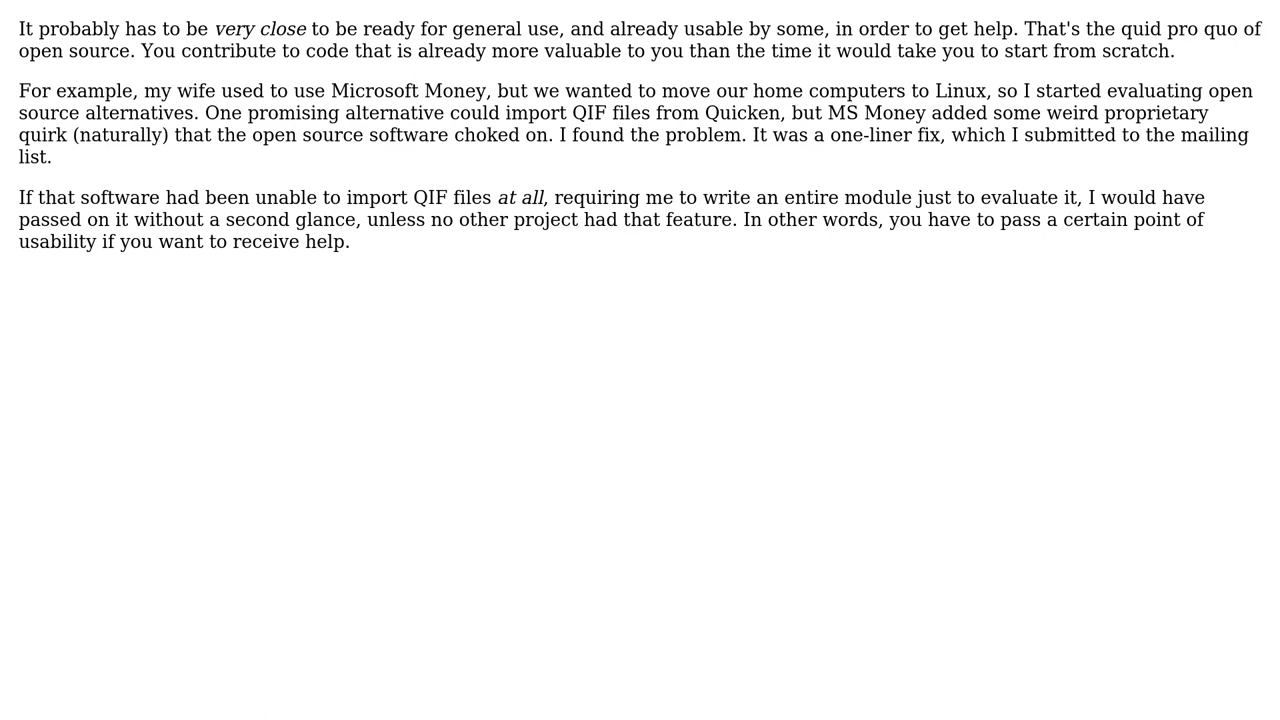 It probably has to be very close to be ready for general use, and already usable by some, in order to get help. That's the quid pro quo of
open source. You contribute to code that is already more valuable to you than the time it would take you to start from scratch.
For example, my wife used to use Microsoft Money, but we wanted to move our home computers to Linux, so I started evaluating open
source alternatives. One promising alternative could import QIF files from Quicken, but MS Money added some weird proprietary
quirk (naturally) that the open source software choked on. I found the problem. It was a one-liner fix, which I submitted to the mailing
list.
If that software had been unable to import QIF files at all, requiring me to write an entire module just to evaluate it, I would have
passed on it without a second glance, unless no other project had that feature. In other words, you have to pass a certain point of
usability if you want to receive help.